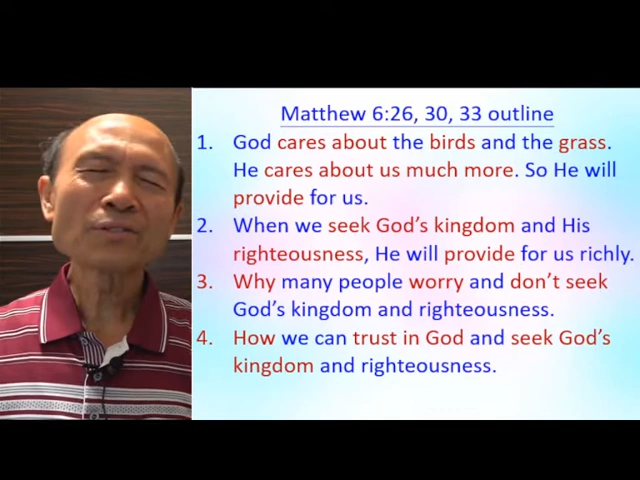 Matthew 6:26, 30, 33 outline
1. God cares about the birds and the grass.
He cares about us much more. So He will
provide for us.
2. When we seek God’s kingdom and His
righteousness, He will provide for us richly.
3. Why many people worry and don’t seek
God’s kingdom and righteousness.
4. How we can trust in God and seek God’s
kingdom and righteousness.